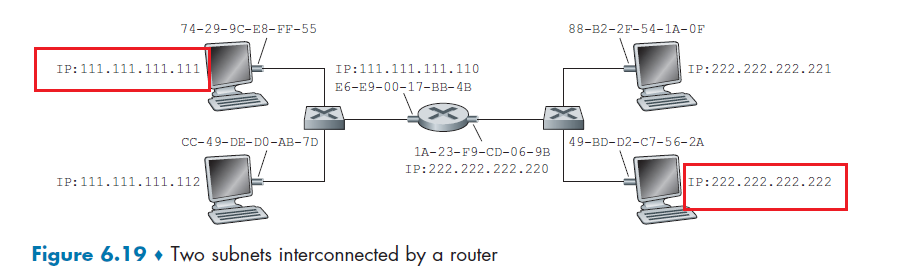 74-29-9C-E8-FF-55
88-B2-2F-54-1A-0F
IP:111.111.111.111
IP:111.111.111.110
E6-E9-00-17-BB-4B
IP:222.222.222.221
CC-49-DE-D0-AB-7D
1A-23-F9-CD-06-9B
IP:222.222.222.220
49-BD-D2-C7-56-2A
IP:111.111.111.112
IP:222.222.222.222
Figure 6.19 ♦ Two subnets interconnected by a router